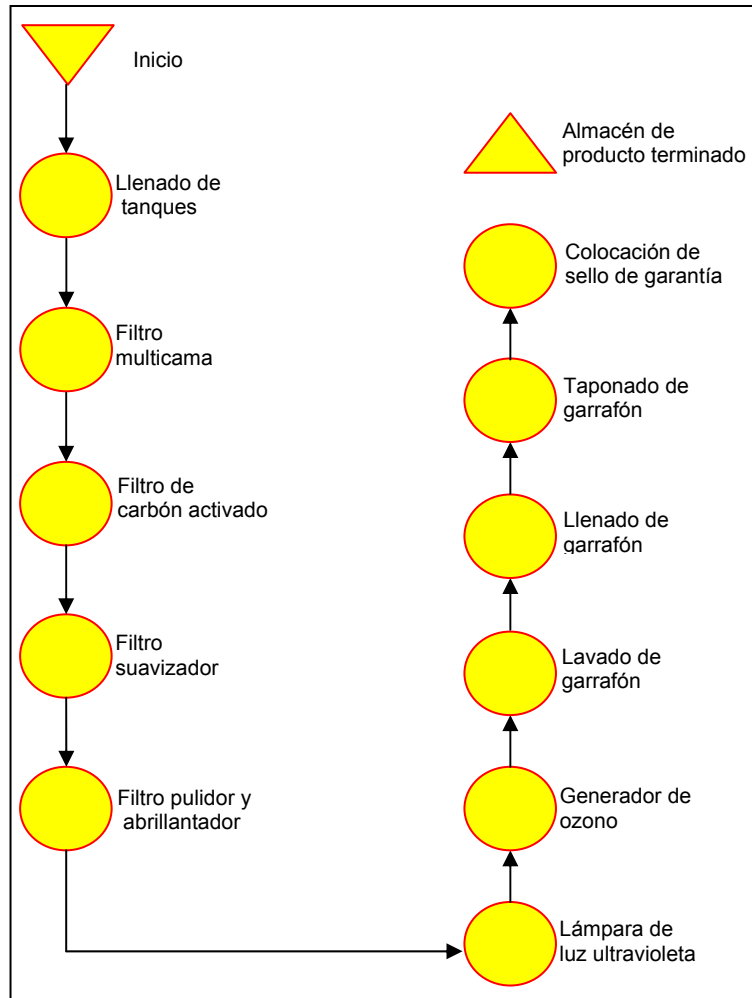 Inicio
Llenado de
tanques
Filtro
multicama
Filtro de
carbón activado
Filtro
suavizador
Filtro pulidor y
abrillantador
Lámpara de
luz ultravioleta
Generador de
ozono
Lavado de
garrafón
Llenado de
garrafón
Taponado de
garrafón
Colocación de
sello de garantía
Almacén de
producto terminado